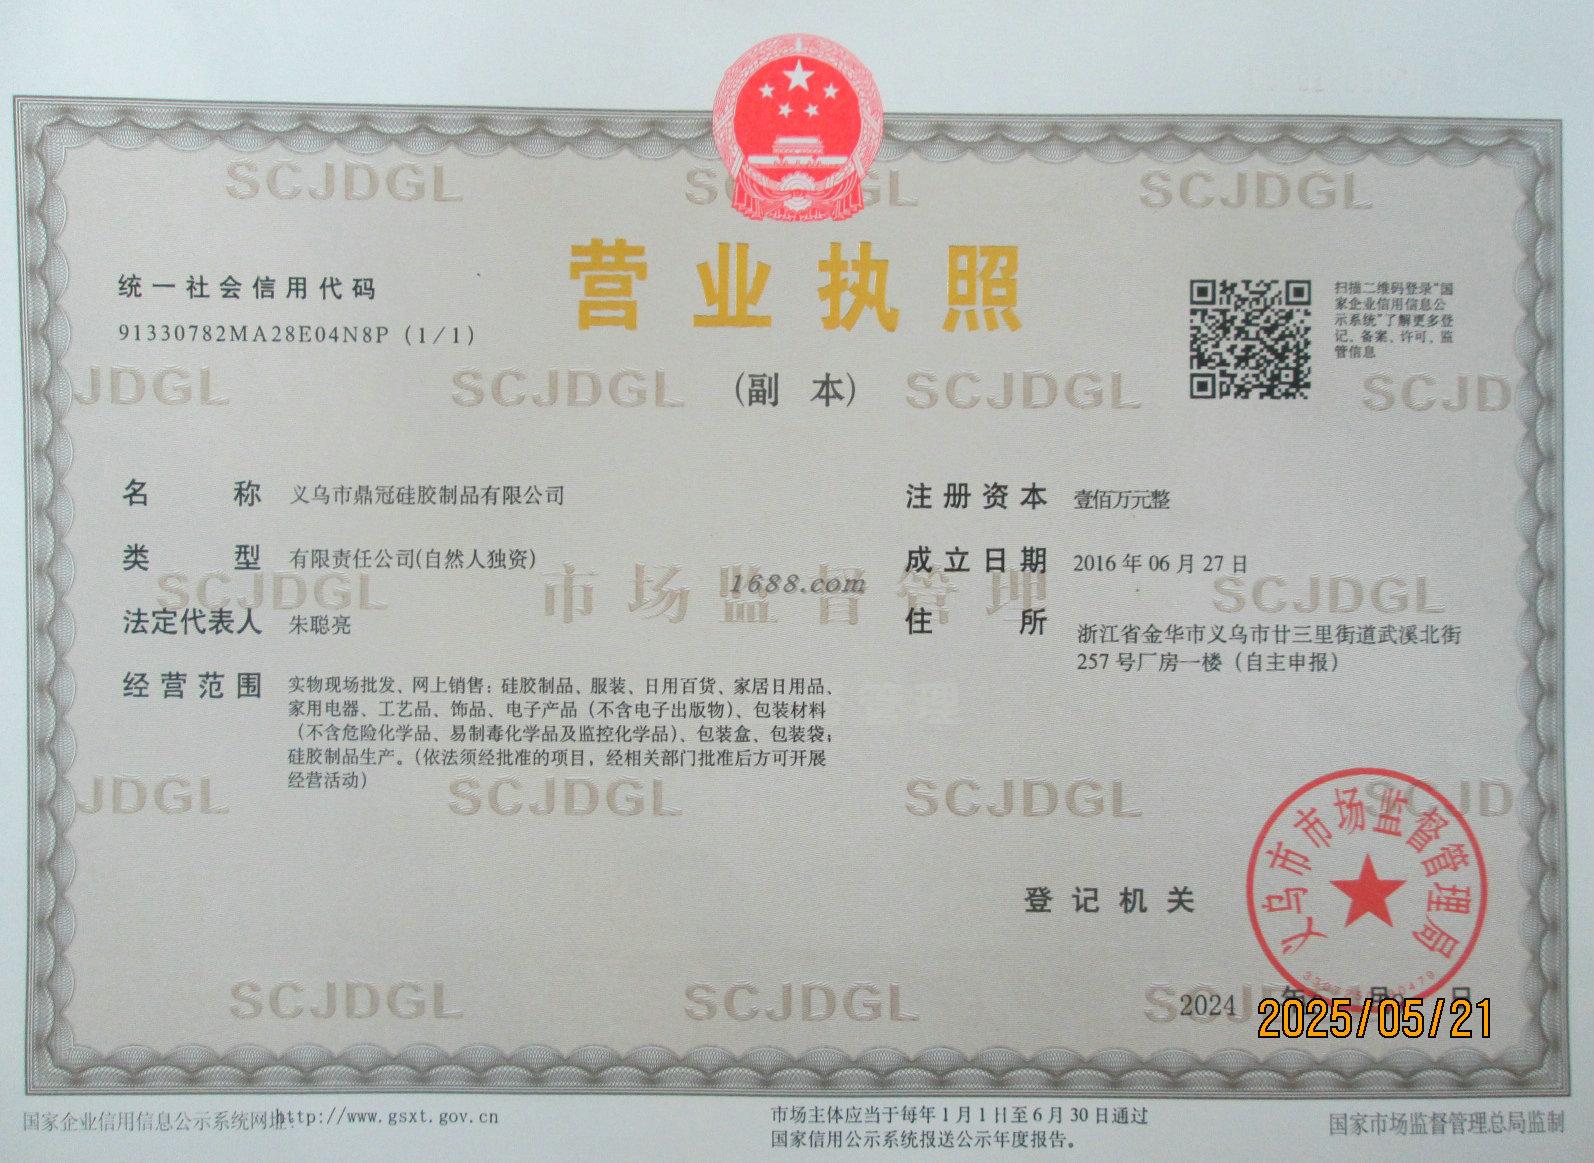 统一社会信用代码
91330782MA28E04N8P（1/1）
营业执照
（副本）
扫描二维码登录“国
家企业信用信息公
示系统”了解更多登
记、备案、许可、监
管信息
名称 义乌市鼎冠硅胶制品有限公司
类型 有限责任公司(自然人独资)
法定代表人 朱聪亮
经营范围 实物现场批发、网上销售：硅胶制品、服装、日用百货、家居日用品、
家用电器、工艺品、饰品、电子产品（不含电子出版物）、包装材料
（不含危险化学品、易制毒化学品及监控化学品）、包装盒、包装袋；
硅胶制品生产。（依法须经批准的项目，经相关部门批准后方可开展
经营活动）
注册资本 壹佰万元整
成立日期 2016年06月27日
住所 浙江省金华市义乌市廿三里街道武溪北街
257号厂房一楼（自主申报）
SCJDGL
SCJDGL
SCJDGL
SCJDGL
SCJDGL
市场监督管理
1688.com
登记机关
义乌市市场监督管理局
2024 年 月 日
2025/05/21
国家企业信用信息公示系统网址：http://www.gsxt.gov.cn
市场主体应当于每年1月1日至6月30日通过
国家信用公示系统报送公示年度报告。
国家市场监督管理总局监制